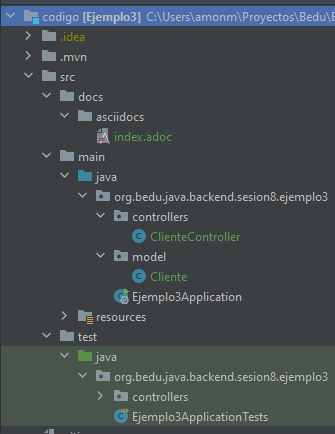 codigo [Ejemplo3] C:\Users\amonm\Proyectos\Bedu\
.idea
.mvn
src
docs
asciidocs
index.adoc
main
java
org.bedu.java.backend.sesion8.ejemplo3
controllers
ClienteController
model
Cliente
Ejemplo3Application
resources
test
java
org.bedu.java.backend.sesion8.ejemplo3
controllers
Ejemplo3ApplicationTests